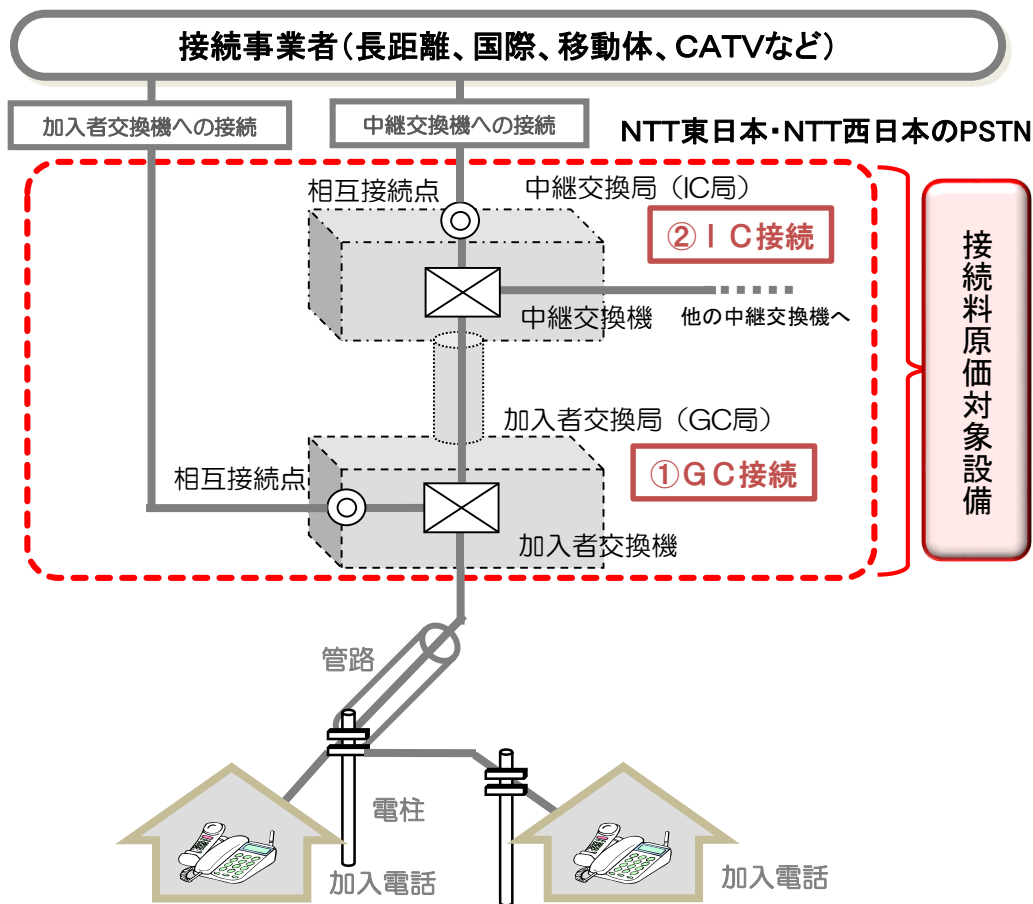 接続事業者（長距離、国際、移動体、CATVなど）
加入者交換機への接続
中継交換機への接続
NTT東日本・NTT西日本のPSTN
相互接続点
中継交換局（IC局）
②ＩＣ接続
中継交換機
他の中継交換機へ
接続料原価対象設備
加入者交換局（GC局）
相互接続点
①ＧＣ接続
加入者交換機
管路
電柱
加入電話
加入電話